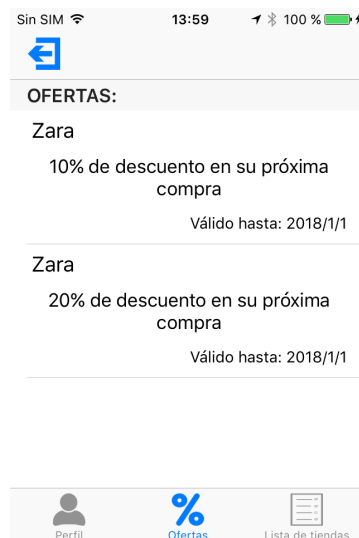 Sin SIM 13:59 100 %
OFERTAS:
Zara
10% de descuento en su próxima
compra
Válido hasta: 2018/1/1
Zara
20% de descuento en su próxima
compra
Válido hasta: 2018/1/1
%
Perfil Ofertas Lista de tiendas